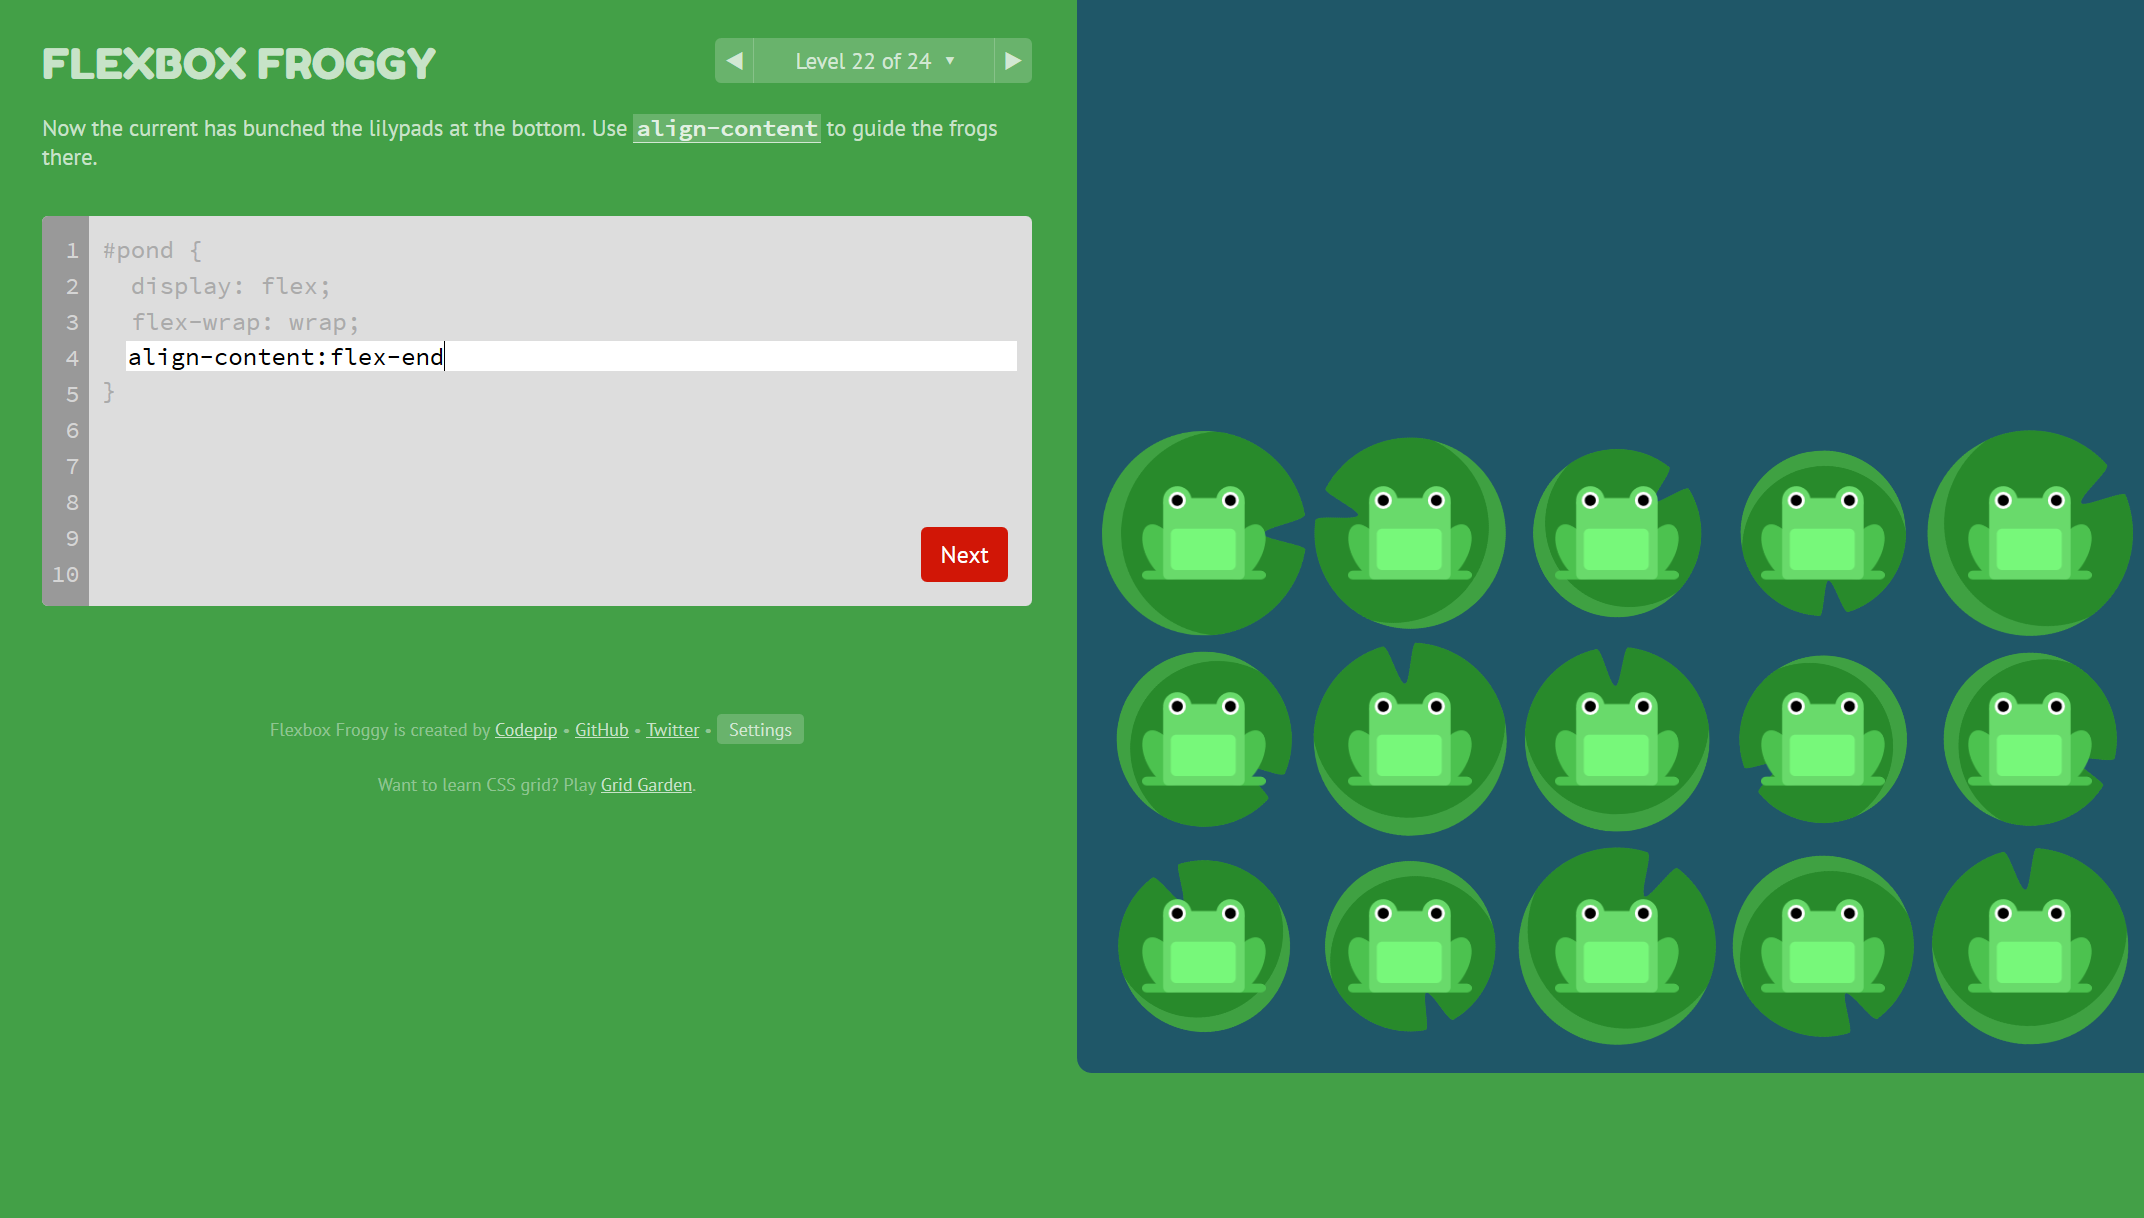 FLEXBOX FROGGY
◀ Level 22 of 24 ▼ ▶
Now the current has bunched the lilypads at the bottom. Use align-content to guide the frogs
there.
1 #pond {
2 display: flex;
3 flex-wrap: wrap;
4 align-content:flex-end
5 }
6
7
8
9
10
Next
Flexbox Froggy is created by Codepip • GitHub • Twitter • Settings
Want to learn CSS grid? Play Grid Garden.